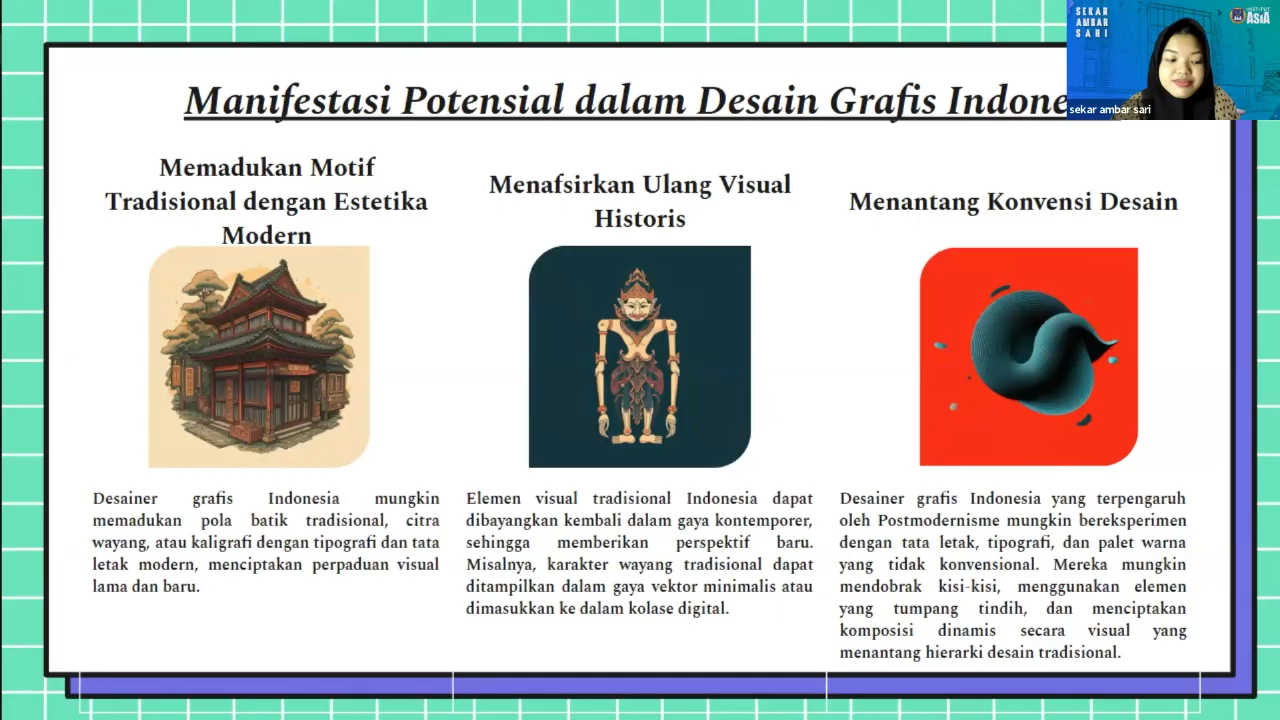 Manifestasi Potensial dalam Desain Grafis Indone
SEKAR
AMBAR
SARI
INSTITUT
ASIA
sekar ambar sari
Memadukan Motif
Tradisional dengan Estetika
Modern
Desainer grafis Indonesia mungkin
memadukan pola batik tradisional, citra
wayang, atau kaligrafi dengan tipografi dan tata
letak modern, menciptakan perpaduan visual
lama dan baru.
Menafsirkan Ulang Visual
Historis
Elemen visual tradisional Indonesia dapat
dibayangkan kembali dalam gaya kontemporer,
sehingga memberikan perspektif baru.
Misalnya, karakter wayang tradisional dapat
ditampilkan dalam gaya vektor minimalis atau
dimasukkan ke dalam kolase digital.
Menantang Konvensi Desain
Desainer grafis Indonesia yang terpengaruh
oleh Postmodernisme mungkin bereksperimen
dengan tata letak, tipografi, dan palet warna
yang tidak konvensional. Mereka mungkin
mendobrak kisi-kisi, menggunakan elemen
yang tumpang tindih, dan menciptakan
komposisi dinamis secara visual yang
menantang hierarki desain tradisional.